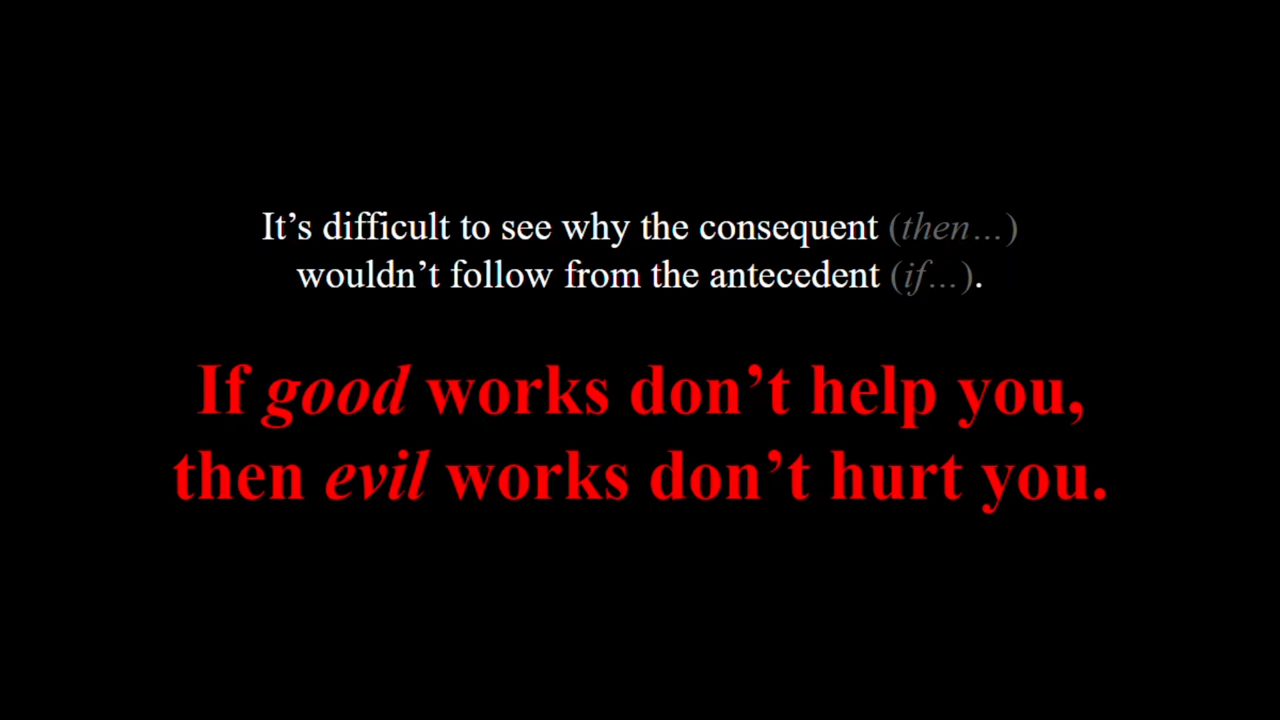 It’s difficult to see why the consequent (then…)
wouldn’t follow from the antecedent (if…).
If good works don’t help you,
then evil works don’t hurt you.